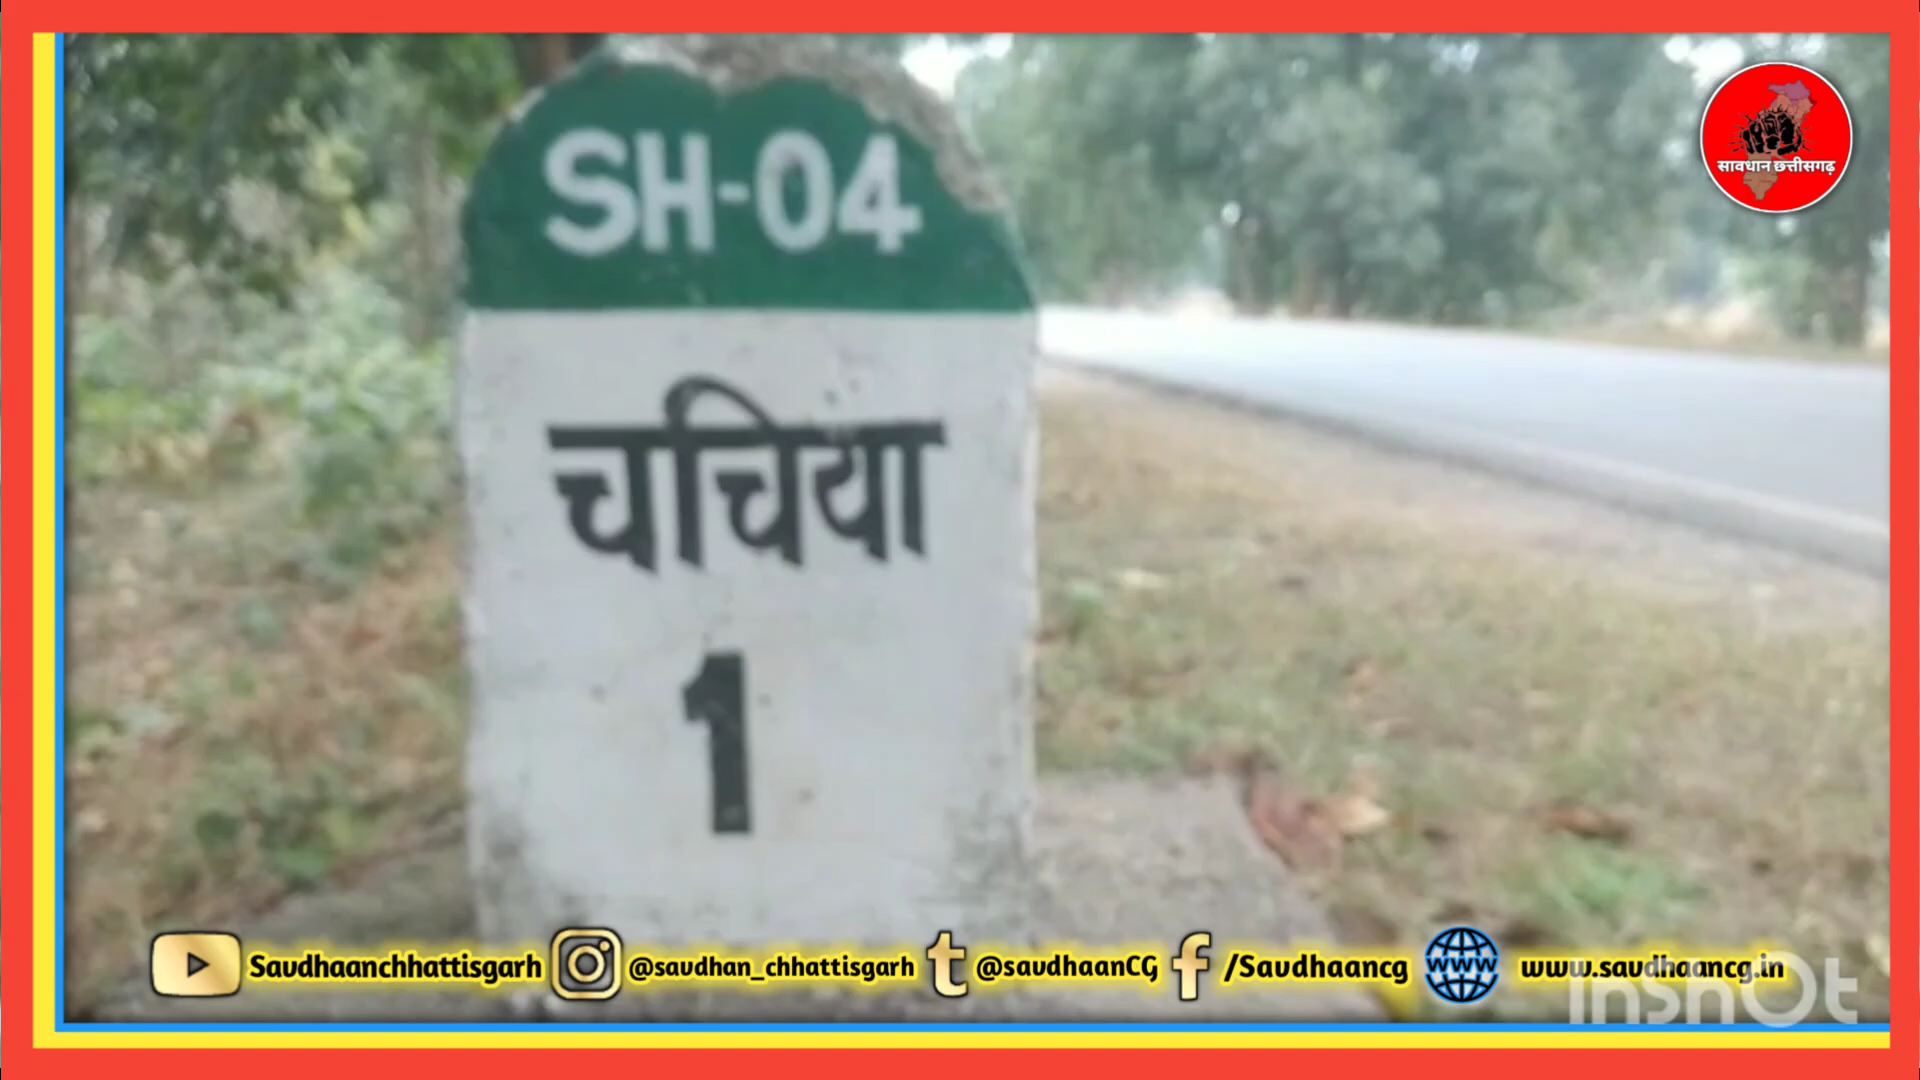 SH-04
सावधान छत्तीसगढ़
चचिया
1
Savdhaanchhattisgarh @savdhan_chhattisgarh @savdhaanCG /Savdhaancg www www.savdhaancg.in
InShOt